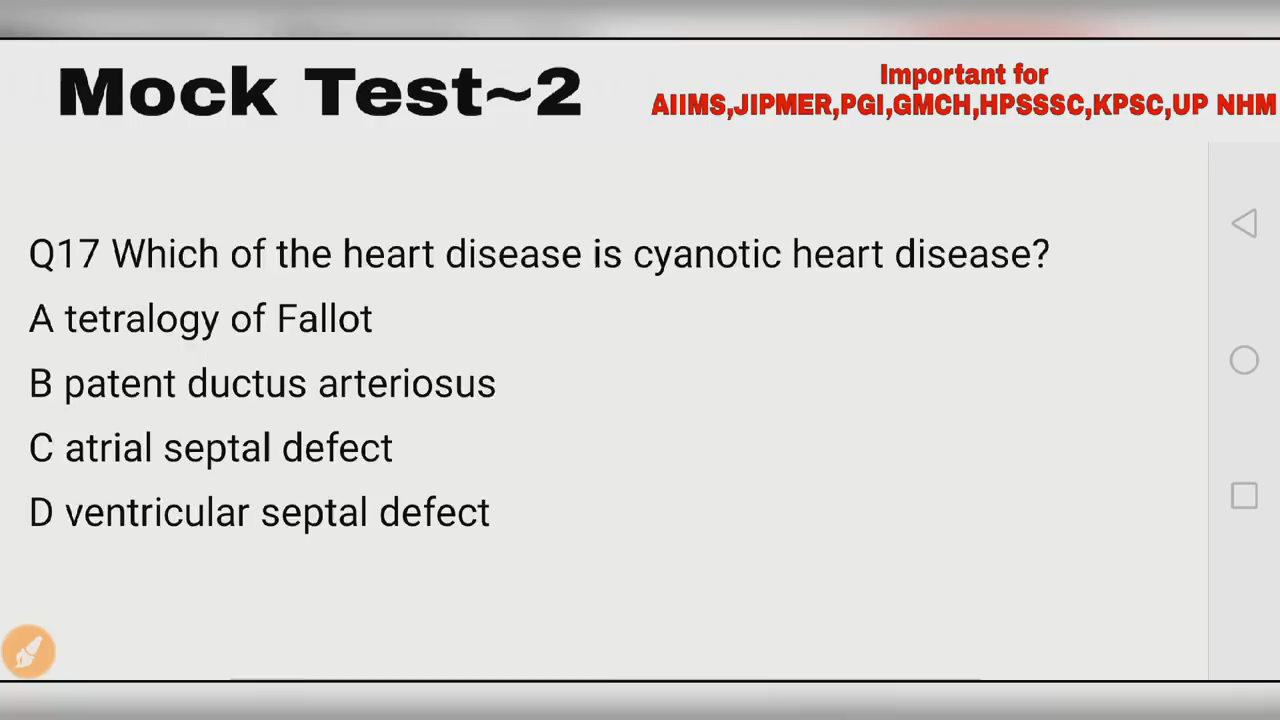 Mock Test~2
Important for
AIIMS,JIPMER,PGI,GMCH,HPSSSC,KPSC,UP NHM
Q17 Which of the heart disease is cyanotic heart disease?
A tetralogy of Fallot
B patent ductus arteriosus
C atrial septal defect
D ventricular septal defect